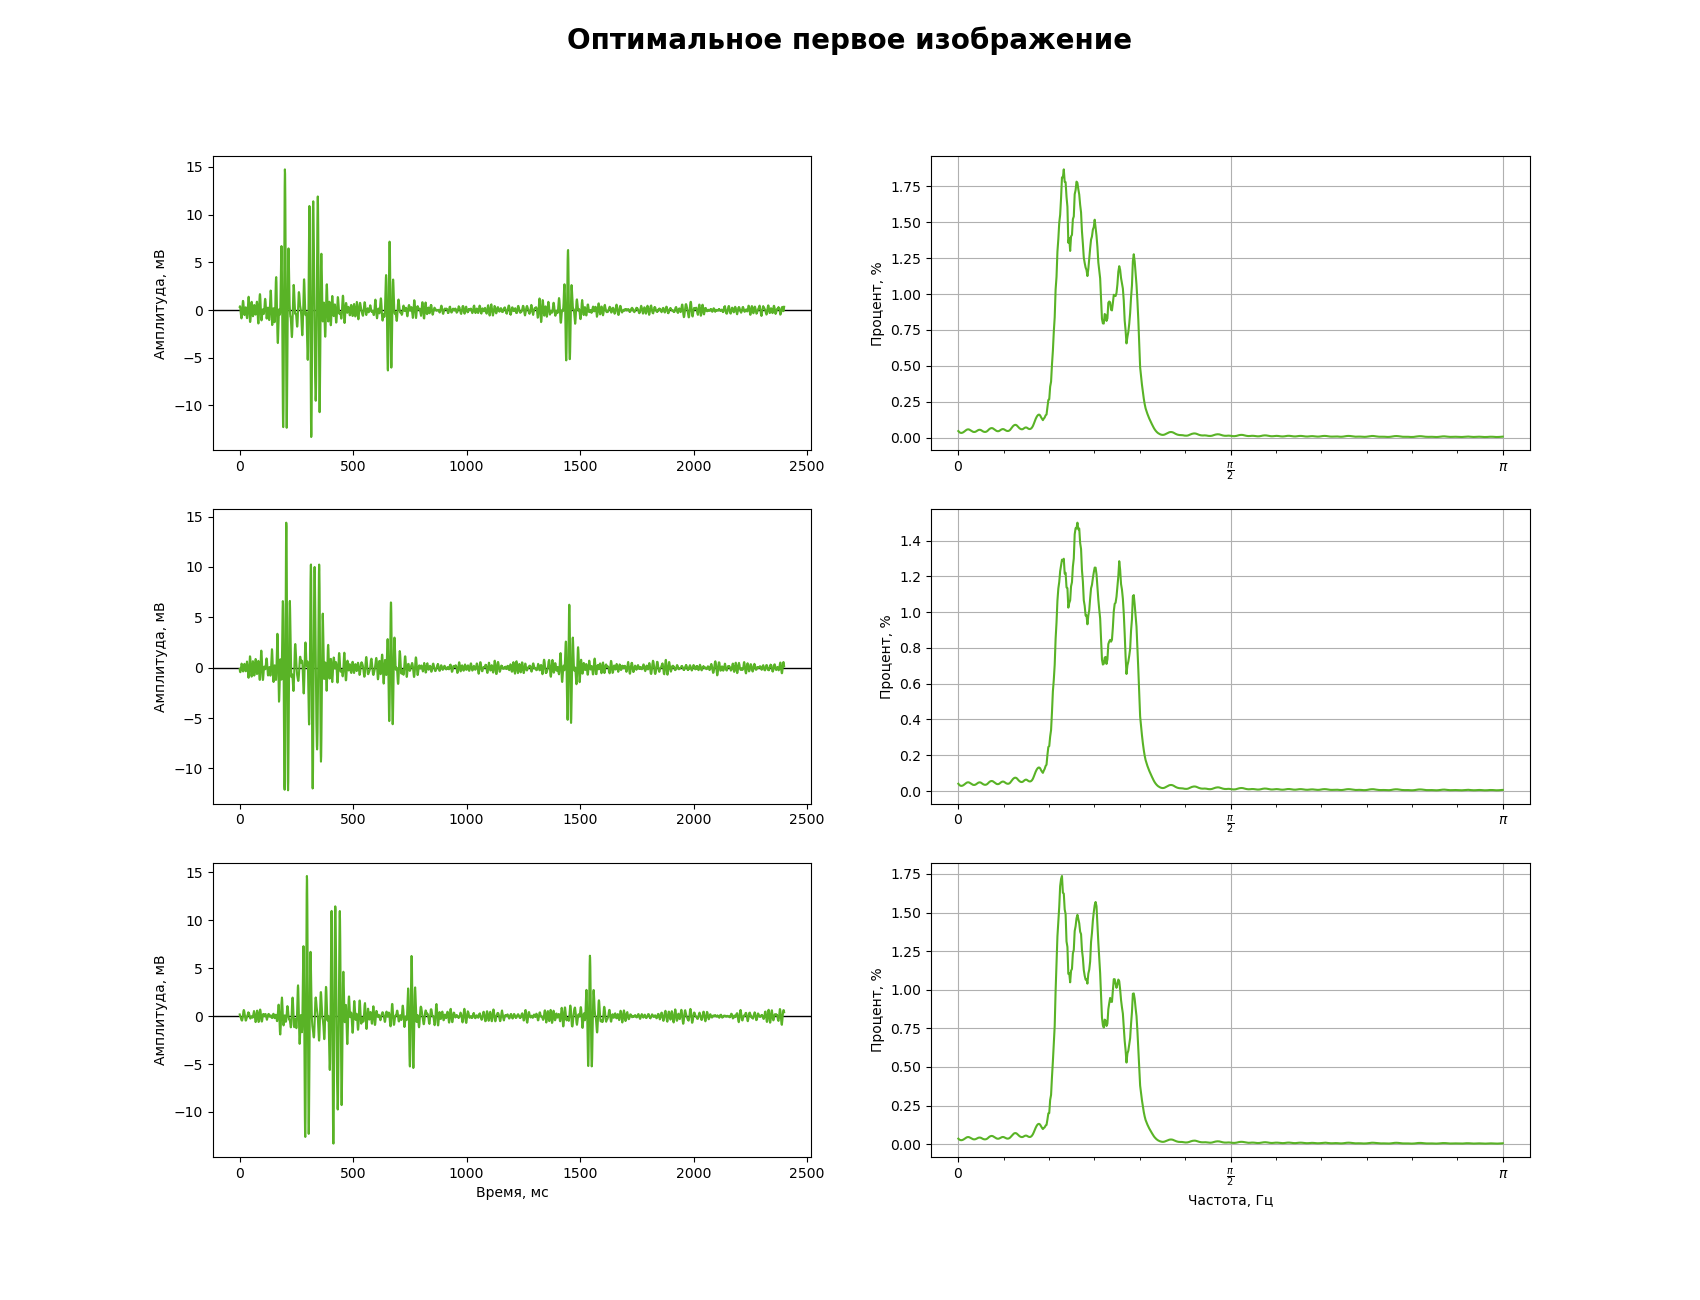 Оптимальное первое изображение
Амплитуда, мВ
15
10
5
0
−5
−10
0 500 1000 1500 2000 2500
Процент, %
1.75
1.50
1.25
1.00
0.75
0.50
0.25
0.00
0 π/2 π
Амплитуда, мВ
15
10
5
0
−5
−10
0 500 1000 1500 2000 2500
Процент, %
1.4
1.2
1.0
0.8
0.6
0.4
0.2
0.0
0 π/2 π
Амплитуда, мВ
15
10
5
0
−5
−10
0 500 1000 1500 2000 2500
Время, мс
Процент, %
1.75
1.50
1.25
1.00
0.75
0.50
0.25
0.00
0 π/2 π
Частота, Гц